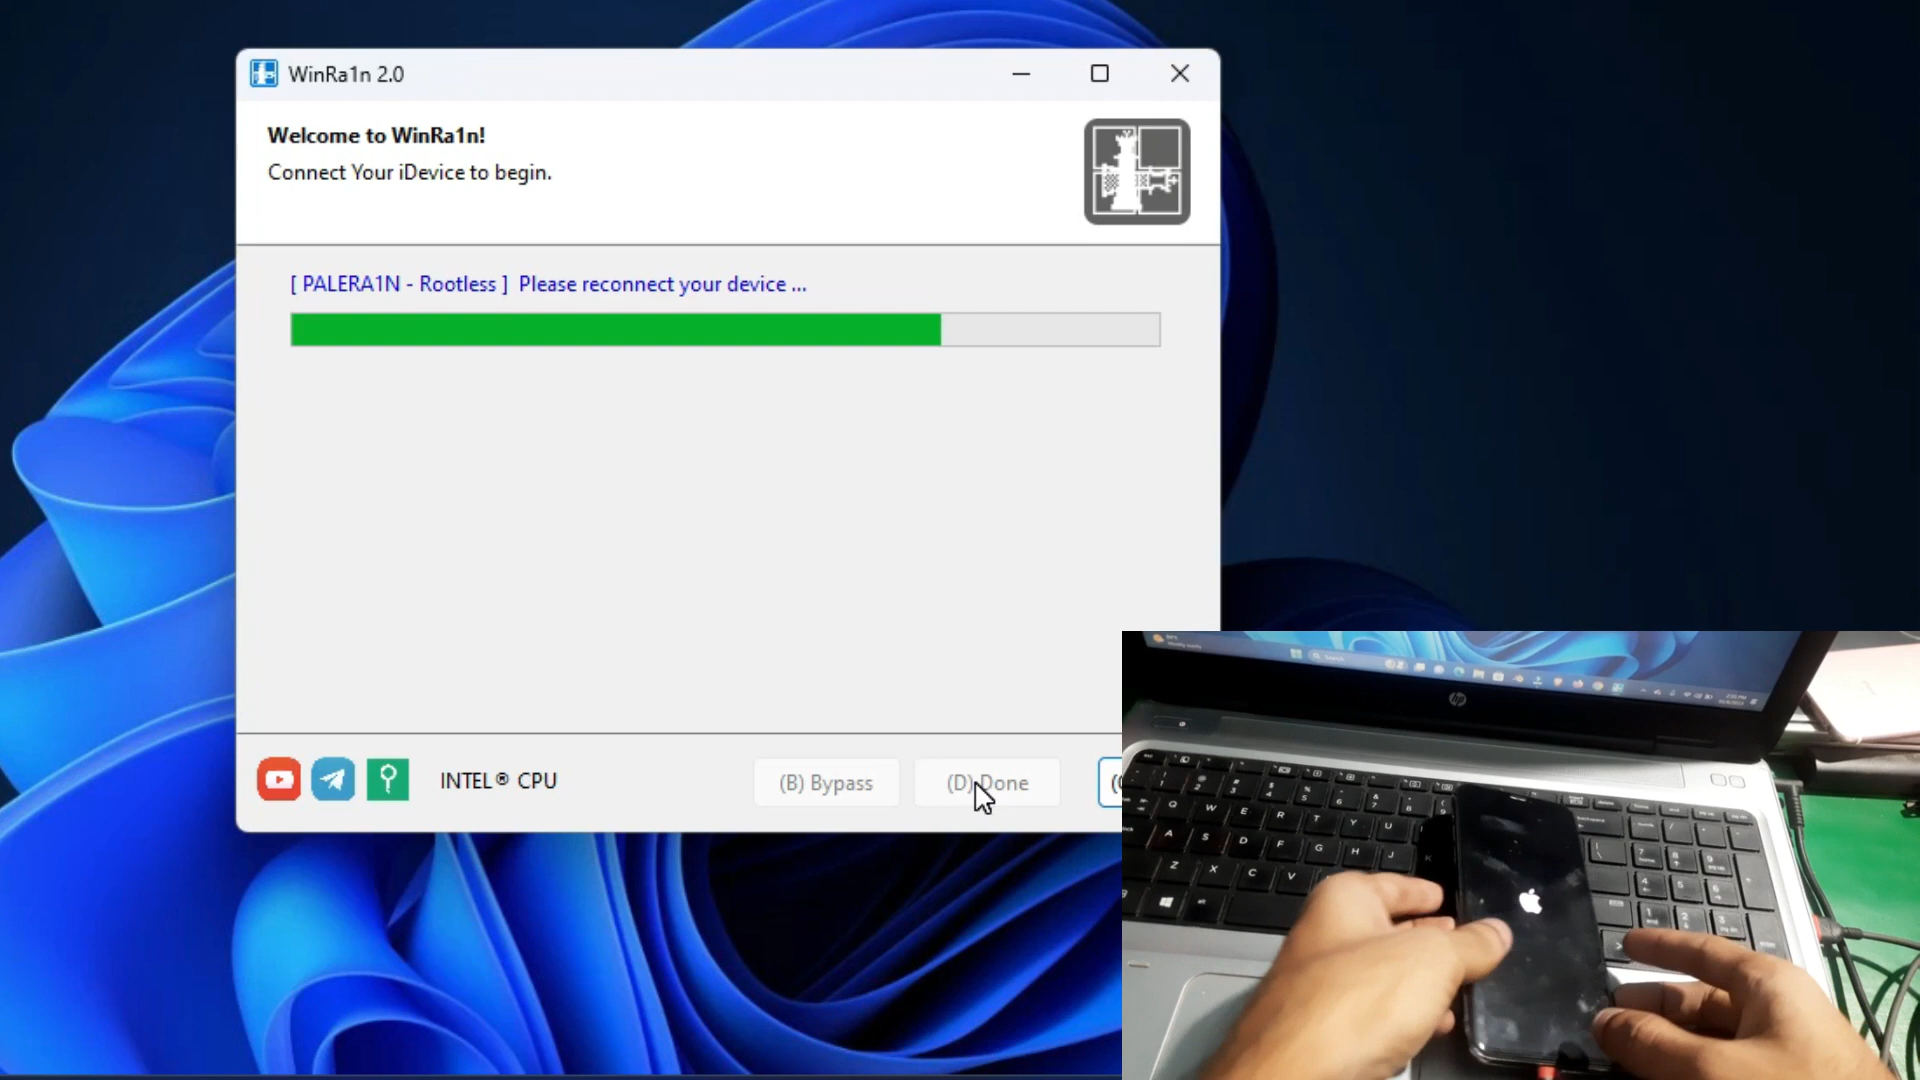 WinRa1n 2.0
Welcome to WinRa1n!
Connect Your iDevice to begin.
[ PALERA1N - Rootless ] Please reconnect your device ...
INTEL® CPU
(B) Bypass
(D) Done
hp
Q W E R T Y U
A S D F G H J
Z X C V